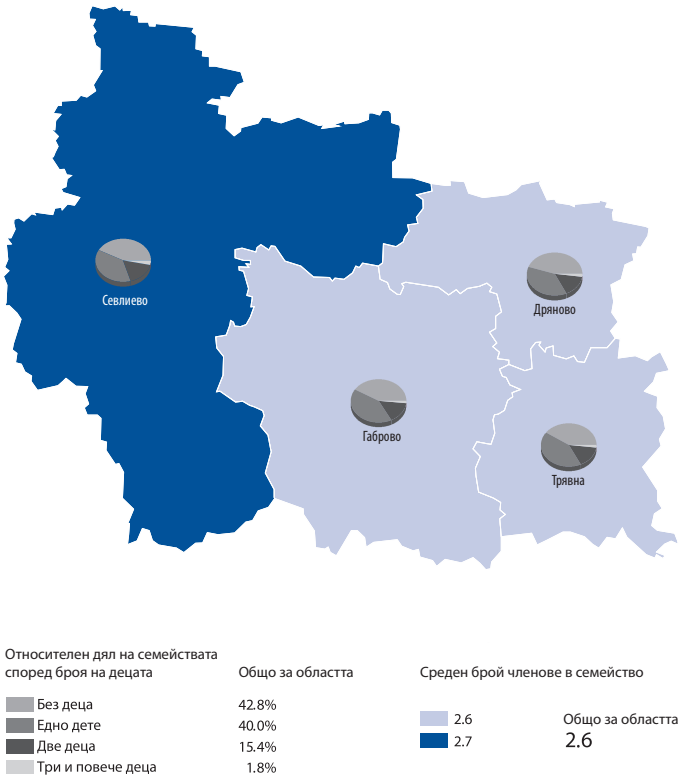 Севлиево
Дряново
Габрово
Трявна
Относителен дял на семействата
според броя на децата
Общо за областта
Без деца 42.8%
Едно дете 40.0%
Две деца 15.4%
Три и повече деца 1.8%
Среден брой членове в семейство
2.6
2.7
Общо за областта
2.6